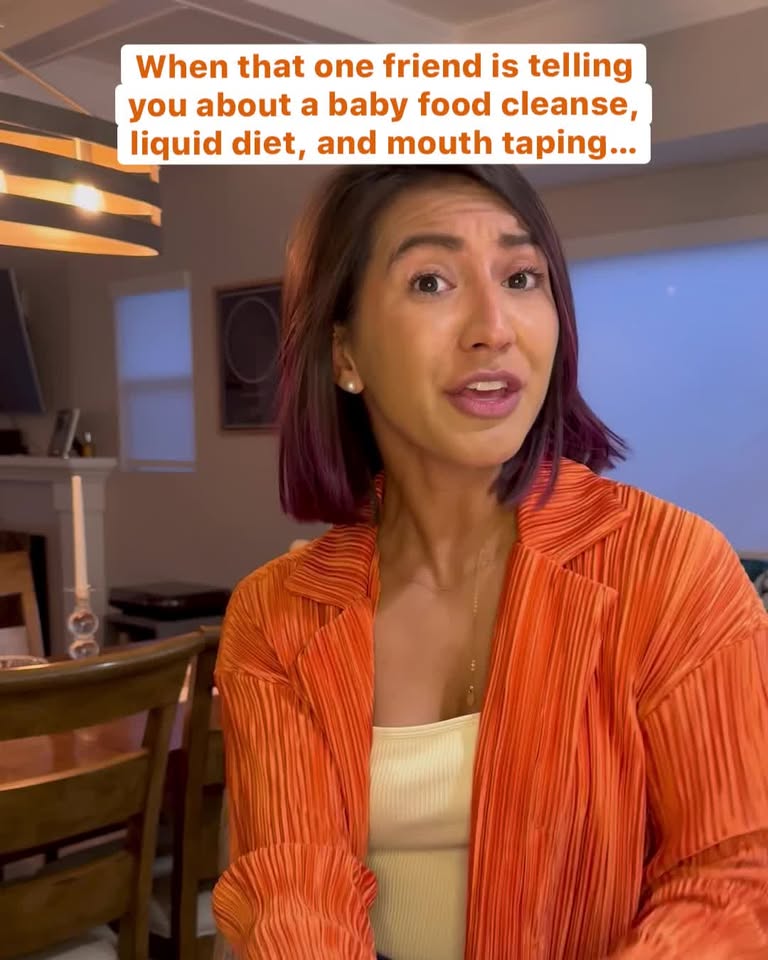 When that one friend is telling
you about a baby food cleanse,
liquid diet, and mouth taping...